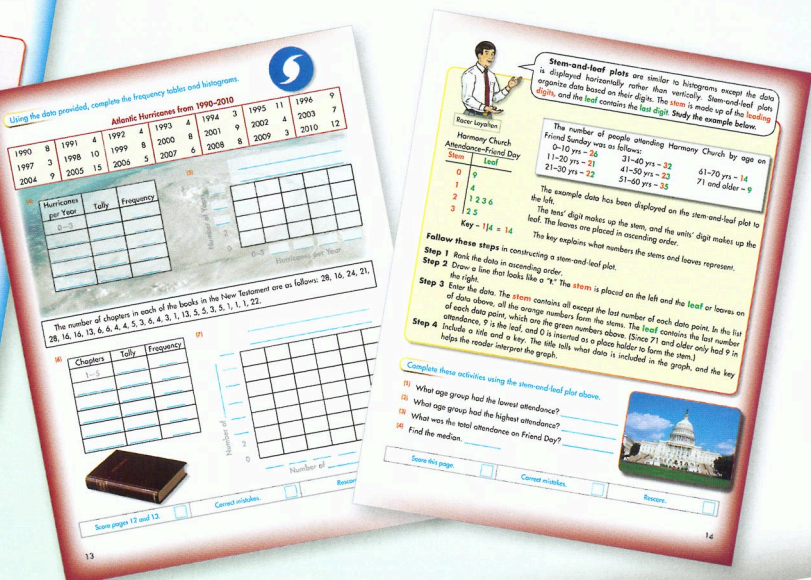 Using the data provided, complete the frequency tables and histograms.
Atlantic Hurricanes from 1990–2010
1990 8 1991 4 1992 4 1993 4 1994 3 1995 11 1996 9
1997 3 1998 10 1999 8 2000 8 2001 9 2002 4 2003 7
2004 9 2005 15 2006 5 2007 6 2008 8 2009 3 2010 12
Hurricanes per Year Tally Frequency
0–3
(5)
Number of Years
2
0
0–3
Hurricanes per Year
The number of chapters in each of the books in the New Testament are as follows: 28, 16, 24, 21,
28, 16, 16, 13, 6, 6, 4, 4, 5, 3, 6, 4, 3, 1, 13, 5, 5, 3, 5, 1, 1, 1, 22.
(6)
Chapters Tally Frequency
1–5
(7)
Number of
2
0
Number of
Score pages 12 and 13.
Correct mistakes.
Rescore
13
Stem-and-leaf plots are similar to histograms except the data
is displayed horizontally rather than vertically. Stem-and-leaf plots
organize data based on their digits. The stem is made up of the leading
digits, and the leaf contains the last digit. Study the example below.
Racer Loyalton
Harmony Church
Attendance–Friend Day
Stem Leaf
0 9
1 4
2 1 2 3 6
3 2 5
Key – 1|4 = 14
The number of people attending Harmony Church by age on
Friend Sunday was as follows:
0–10 yrs – 26 31–40 yrs – 32 61–70 yrs – 14
11–20 yrs – 21 41–50 yrs – 23 71 and older – 9
21–30 yrs – 22 51–60 yrs – 35
The example data has been displayed on the stem-and-leaf plot to
the left.
The tens' digit makes up the stem, and the units' digit makes up the
leaf. The leaves are placed in ascending order.
The key explains what numbers the stems and leaves represent.
Follow these steps in constructing a stem-and-leaf plot.
Step 1 Rank the data in ascending order.
Step 2 Draw a line that looks like a "t." The stem is placed on the left and the leaf or leaves on
the right.
Step 3 Enter the data. The stem contains all except the last number of each data point. In the list
of data above, all the orange numbers form the stems. The leaf contains the last number
of each data point, which are the green numbers above. (Since 71 and older only had 9 in
attendance, 9 is the leaf, and 0 is inserted as a place holder to form the stem.)
Step 4 Include a title and a key. The title tells what data is included in the graph, and the key
helps the reader interpret the graph.
Complete these activities using the stem-and-leaf plot above.
(1) What age group had the lowest attendance?
(2) What age group had the highest attendance?
(3) What was the total attendance on Friend Day?
(4) Find the median.
Score this page.
Correct mistakes.
Rescore.
14